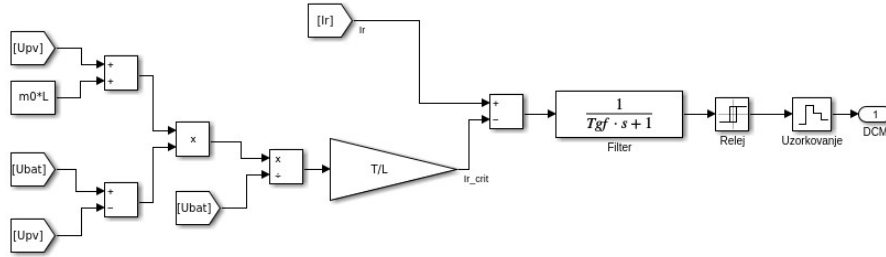 [Ir]
Ir
[Upv]
+
+
m0*L
x
[Ubat]
+
−
[Upv]
x
÷
[Ubat]
T/L
Ir_crit
+
−
1
Tgf · s + 1
Filter
Relej
Uzorkovanje
1
DCM